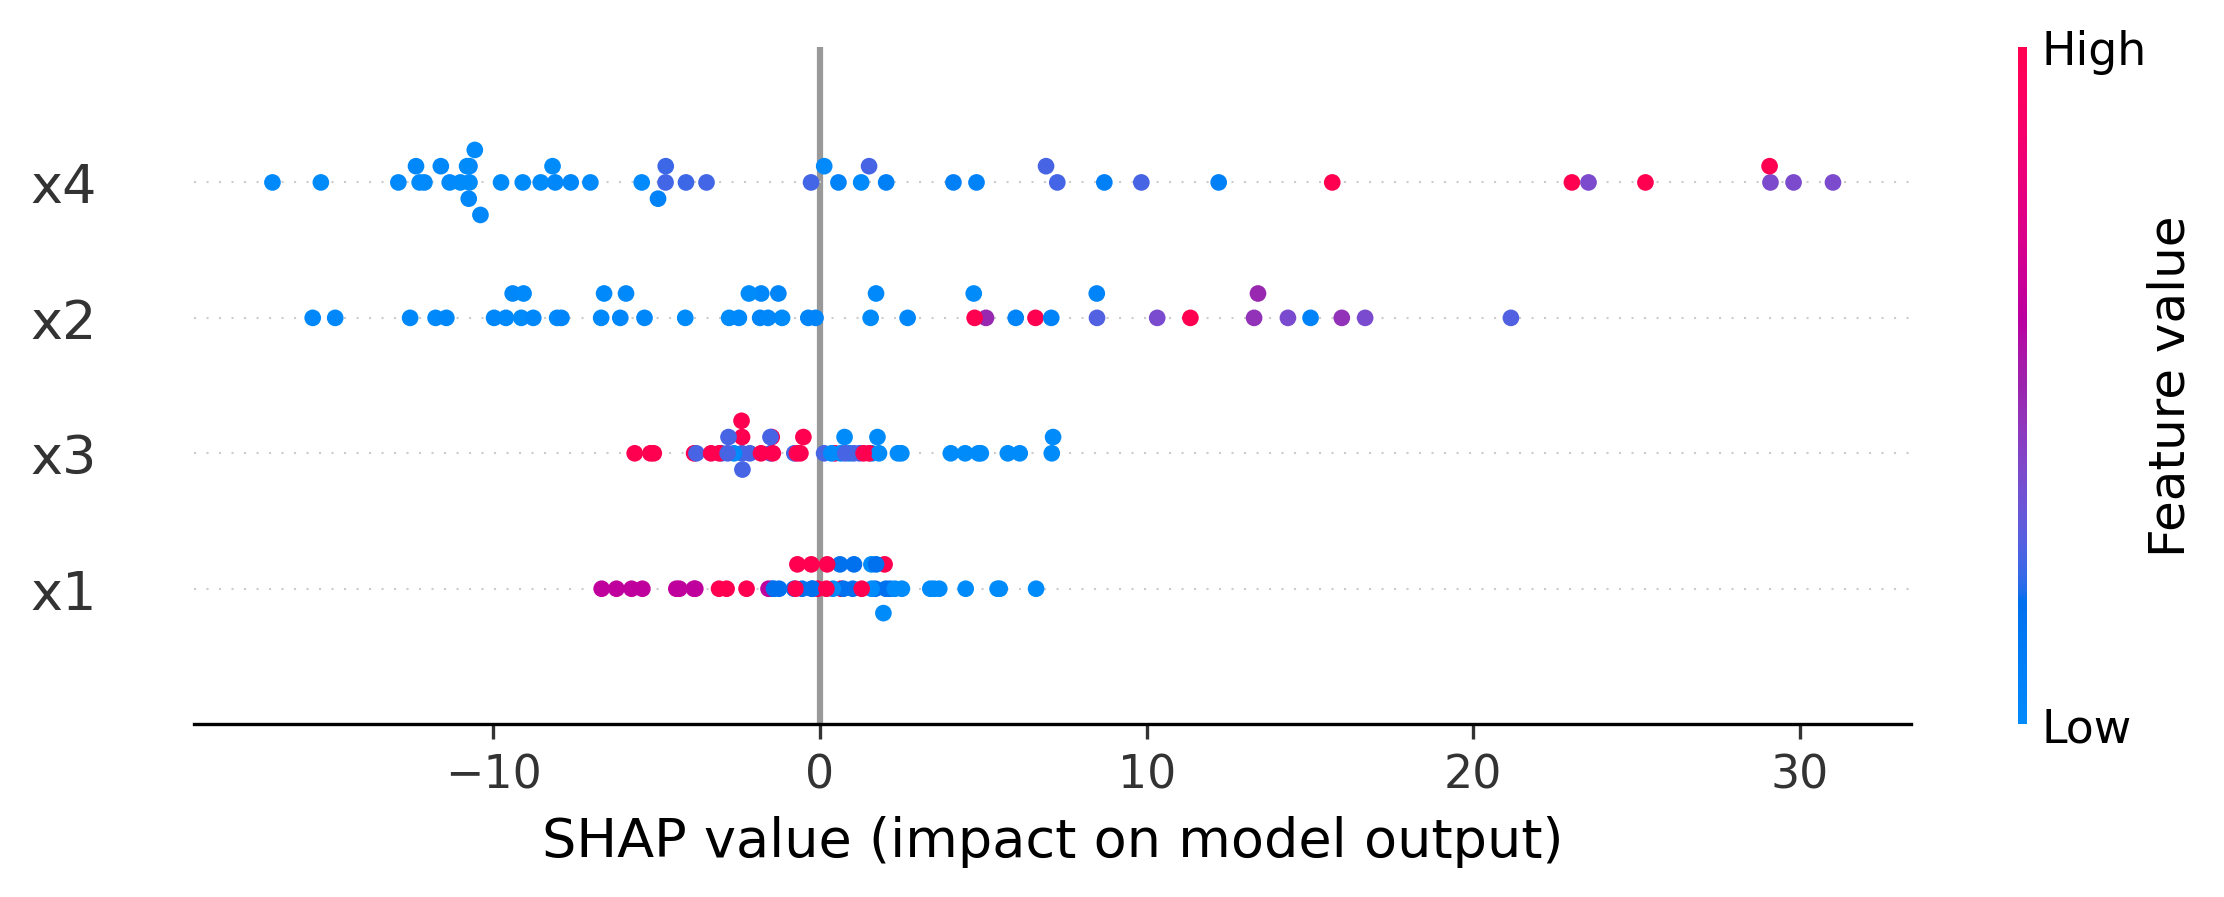 High
x4
x2
x3
x1
Low
Feature value
−10 0 10 20 30
SHAP value (impact on model output)